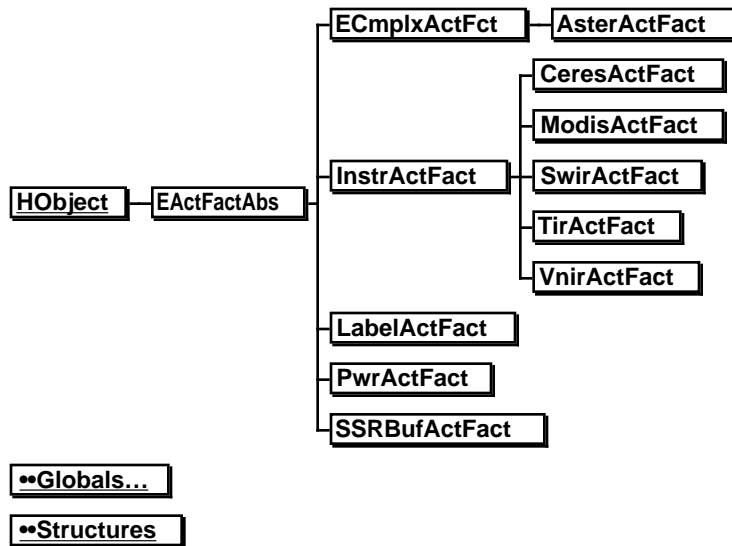 ECmplxActFct
AsterActFact
CeresActFact
ModisActFact
InstrActFact
SwirActFact
HObject
EActFactAbs
TirActFact
VnirActFact
LabelActFact
PwrActFact
SSRBufActFact
••Globals…
••Structures